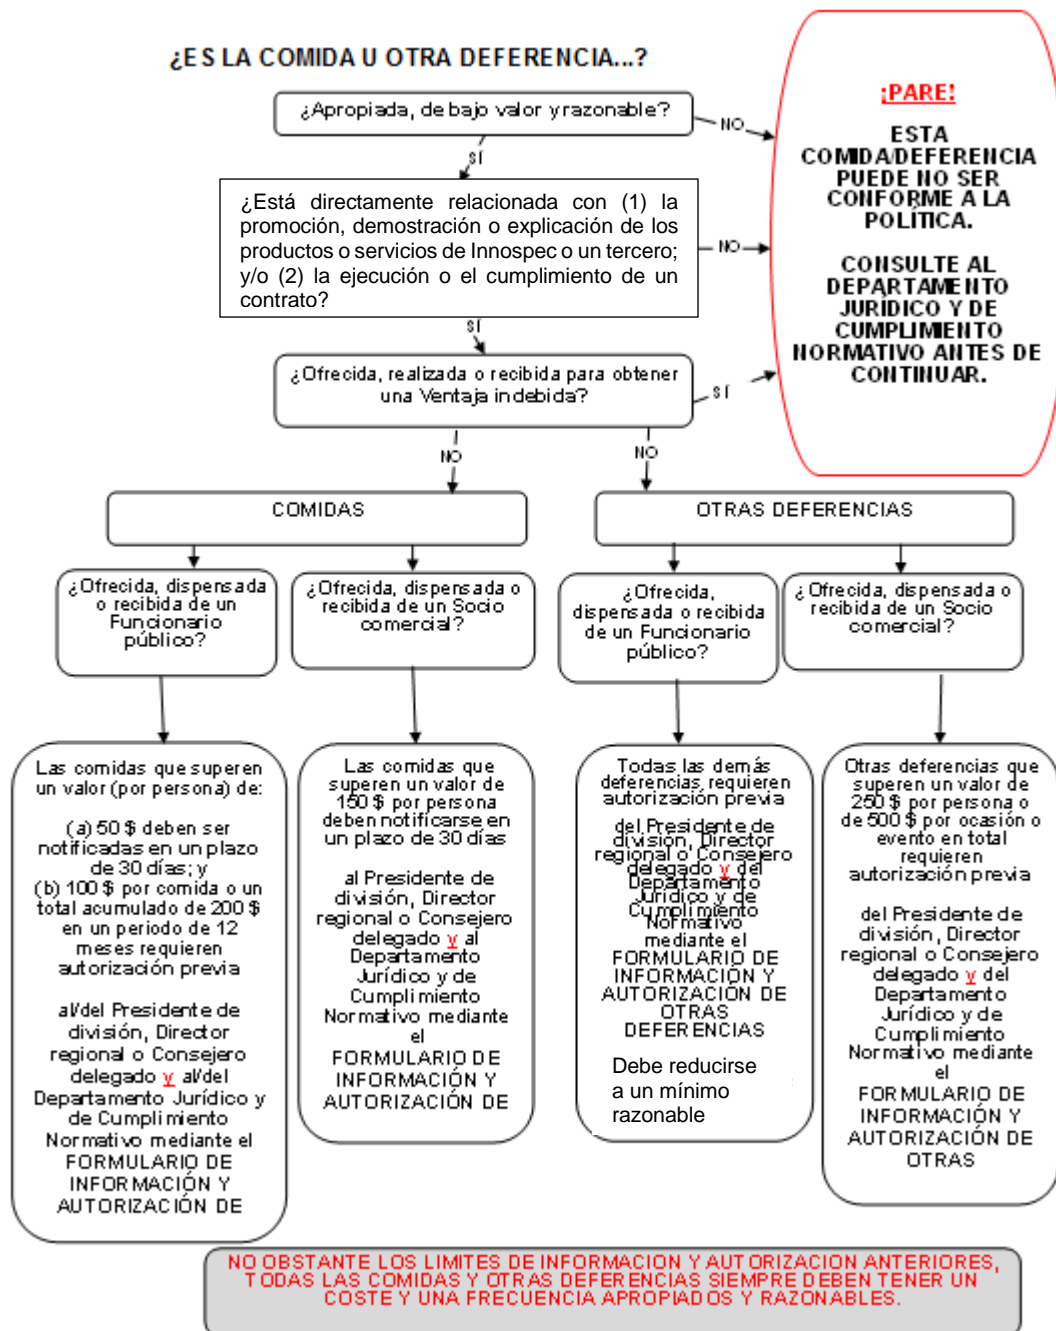 ¿ES LA COMIDA U OTRA DEFERENCIA...?
¿Apropiada, de bajo valor y razonable?
NO
SÍ
¿Está directamente relacionada con (1) la
promoción, demostración o explicación de los
productos o servicios de Innospec o un tercero;
y/o (2) la ejecución o el cumplimiento de un
contrato?
NO
SÍ
¿Ofrecida, realizada o recibida para obtener
una Ventaja indebida?
SÍ
NO
NO
¡PARE!
ESTA
COMIDA/DEFERENCIA
PUEDE NO SER
CONFORME A LA
POLÍTICA.
CONSULTE AL
DEPARTAMENTO
JURÍDICO Y DE
CUMPLIMIENTO
NORMATIVO ANTES DE
CONTINUAR.
COMIDAS
OTRAS DEFERENCIAS
¿Ofrecida, dispensada
o recibida de un
Funcionario
público?
¿Ofrecida, dispensada o
recibida de un Socio
comercial?
¿Ofrecida,
dispensada o recibida
de un Funcionario
público?
¿Ofrecida, dispensada o
recibida de un Socio
comercial?
Las comidas que superen
un valor (por persona) de:
(a) 50 $ deben ser
notificadas en un plazo
de 30 días; y
(b) 100 $ por comida o un
total acumulado de 200 $
en un periodo de 12
meses requieren
autorización previa
al/del Presidente de
división, Director
regional o Consejero
delegado y al/del
Departamento Jurídico y
de Cumplimiento
Normativo mediante el
FORMULARIO DE
INFORMACIÓN Y
AUTORIZACIÓN DE
Las comidas que
superen un valor de
150 $ por persona
deben notificarse en
un plazo de 30 días
al Presidente de
división, Director
regional o Consejero
delegado y al
Departamento
Jurídico y de
Cumplimiento
Normativo mediante
el
FORMULARIO DE
INFORMACIÓN Y
AUTORIZACIÓN DE
Todas las demás
deferencias requieren
autorización previa
del Presidente de
división, Director
regional o Consejero
delegado y del
Departamento
Jurídico y de
Cumplimiento
Normativo
mediante el
FORMULARIO DE
INFORMACIÓN Y
AUTORIZACIÓN DE
OTRAS
DEFERENCIAS
Debe reducirse
a un mínimo
razonable
Otras deferencias que
superen un valor de
250 $ por persona o
de 500 $ por ocasión o
evento en total
requieren
autorización previa
del Presidente de
división, Director
regional o Consejero
delegado y del
Departamento
Jurídico y de
Cumplimiento
Normativo mediante
el
FORMULARIO DE
INFORMACIÓN Y
AUTORIZACIÓN DE
OTRAS
NO OBSTANTE LOS LIMITES DE INFORMACION Y AUTORIZACION ANTERIORES,
TODAS LAS COMIDAS Y OTRAS DEFERENCIAS SIEMPRE DEBEN TENER UN
COSTE Y UNA FRECUENCIA APROPIADOS Y RAZONABLES.